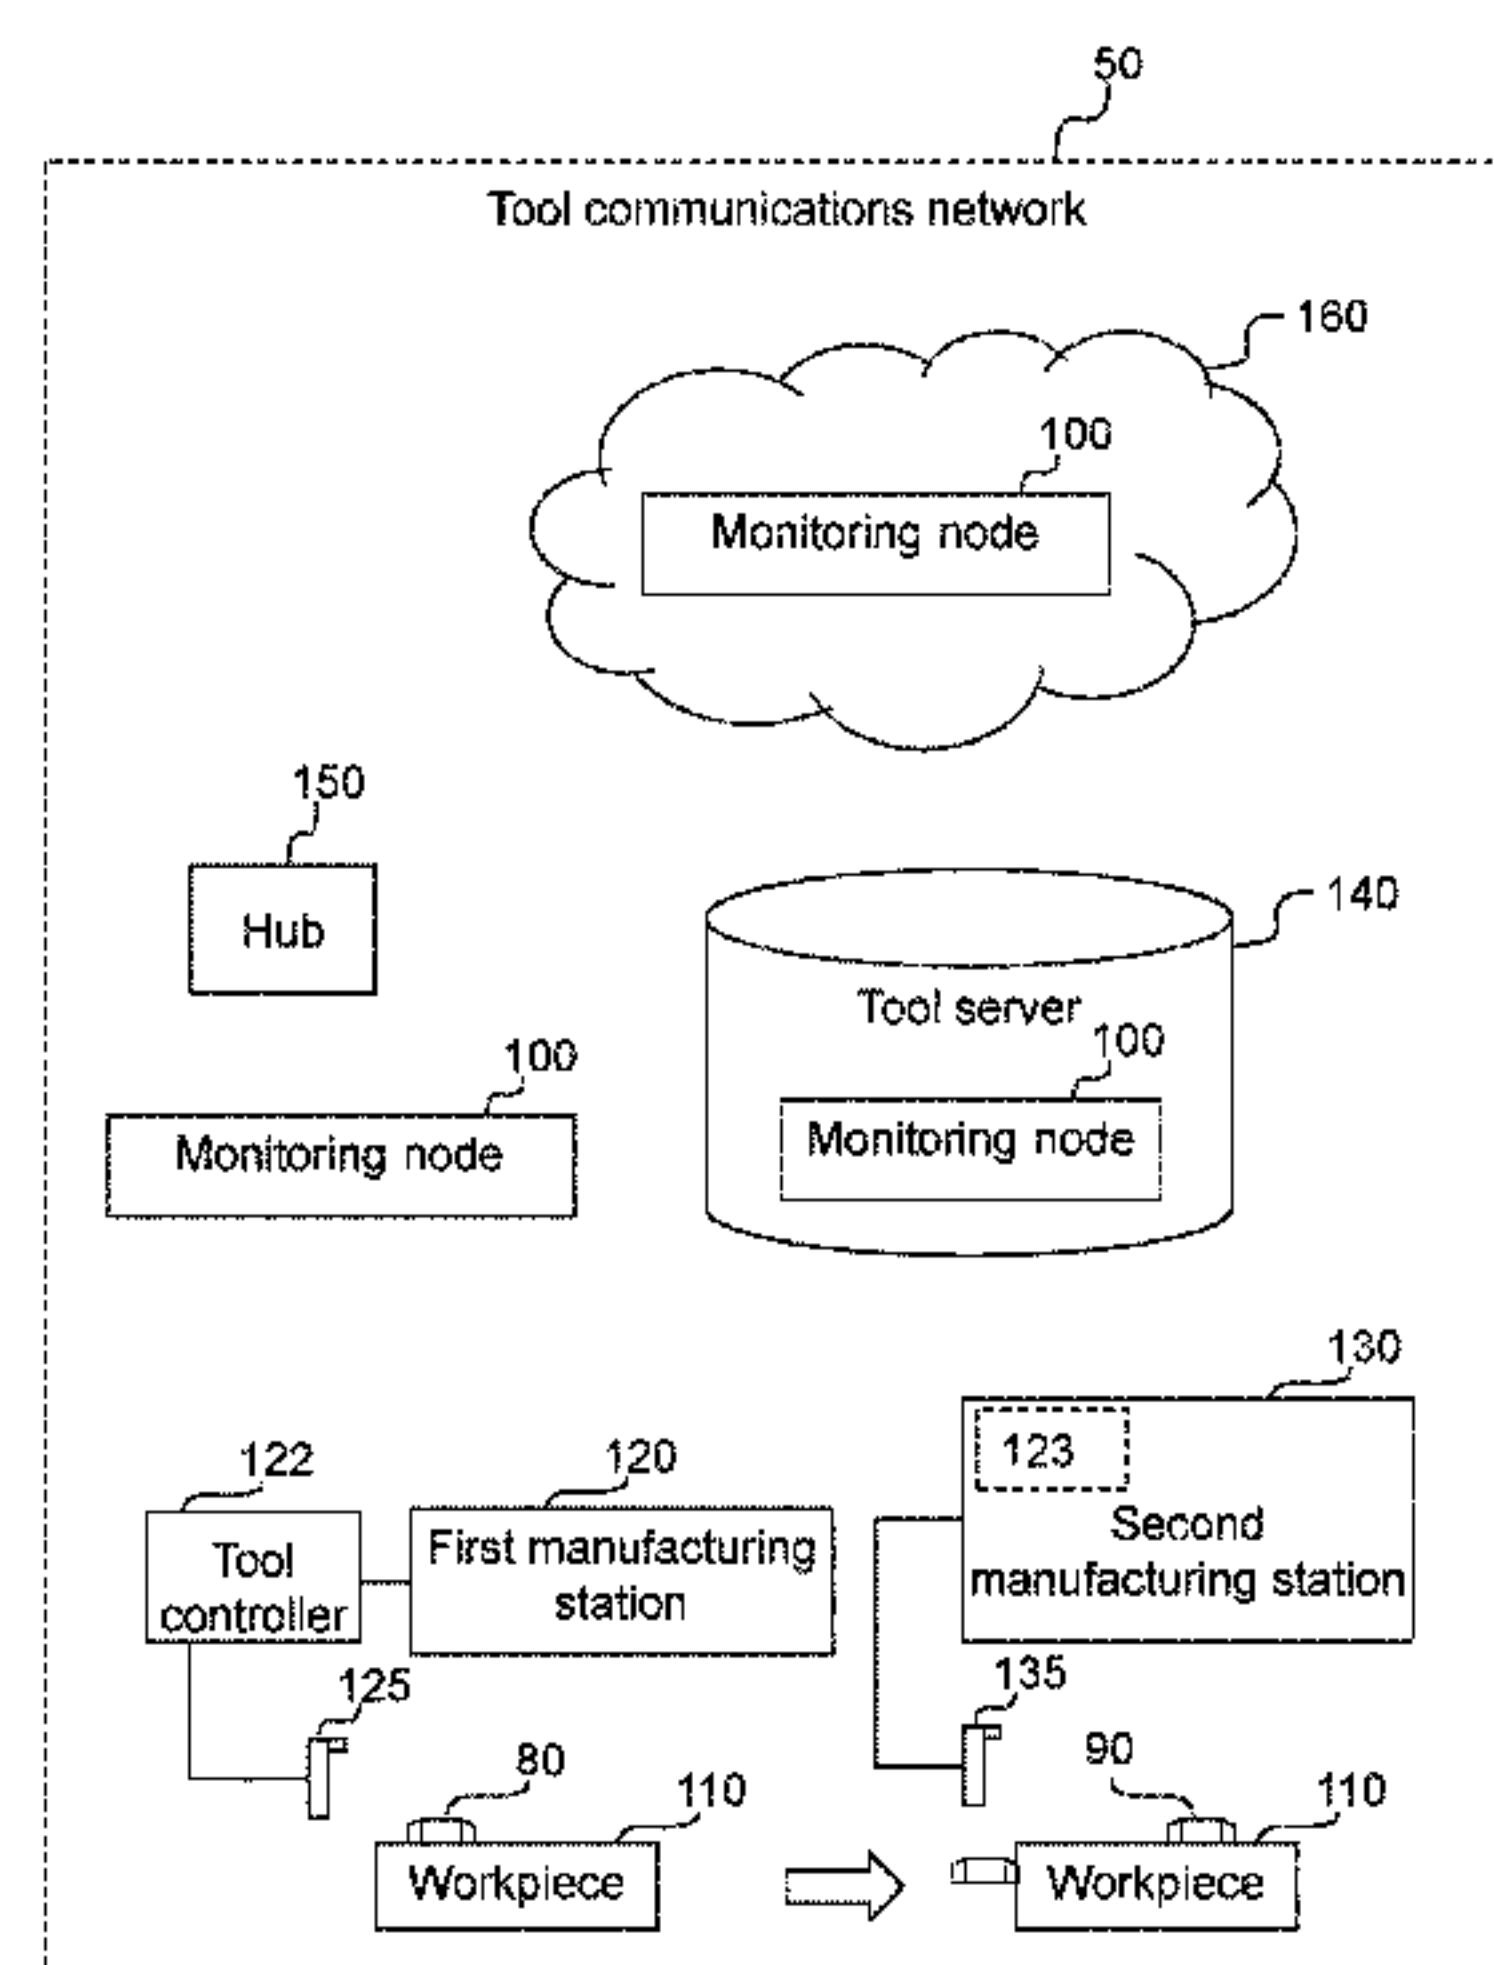 50
Tool communications network
160
100
Monitoring node
150
Hub
140
Tool server
100
Monitoring node
100
Monitoring node
130
123
Second
manufacturing station
122
Tool
controller
120
First manufacturing
station
125
135
80
110
Workpiece
90
110
Workpiece